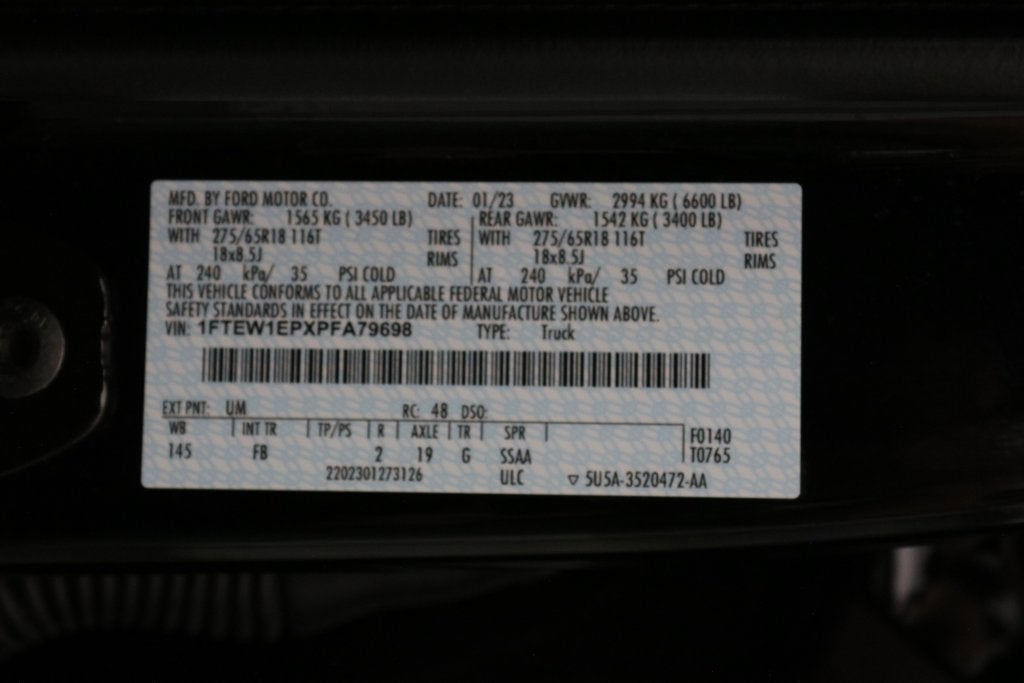 MFD. BY FORD MOTOR CO. DATE: 01/23 GVWR: 2994 KG ( 6600 LB)
FRONT GAWR: 1565 KG ( 3450 LB) REAR GAWR: 1542 KG ( 3400 LB)
WITH 275/65R18 116T TIRES WITH 275/65R18 116T TIRES
18x8.5J RIMS 18x8.5J RIMS
AT 240 kPa/ 35 PSI COLD AT 240 kPa/ 35 PSI COLD
THIS VEHICLE CONFORMS TO ALL APPLICABLE FEDERAL MOTOR VEHICLE
SAFETY STANDARDS IN EFFECT ON THE DATE OF MANUFACTURE SHOWN ABOVE.
VIN: 1FTEW1EPXPFA79698 TYPE: Truck
EXT PNT: UM RC: 48 DSO:
WB INT TR TP/PS R AXLE TR SPR F0140
145 FB 2 19 G SSAA T0765
2202301273126 ULC ▽ 5U5A-3520472-AA